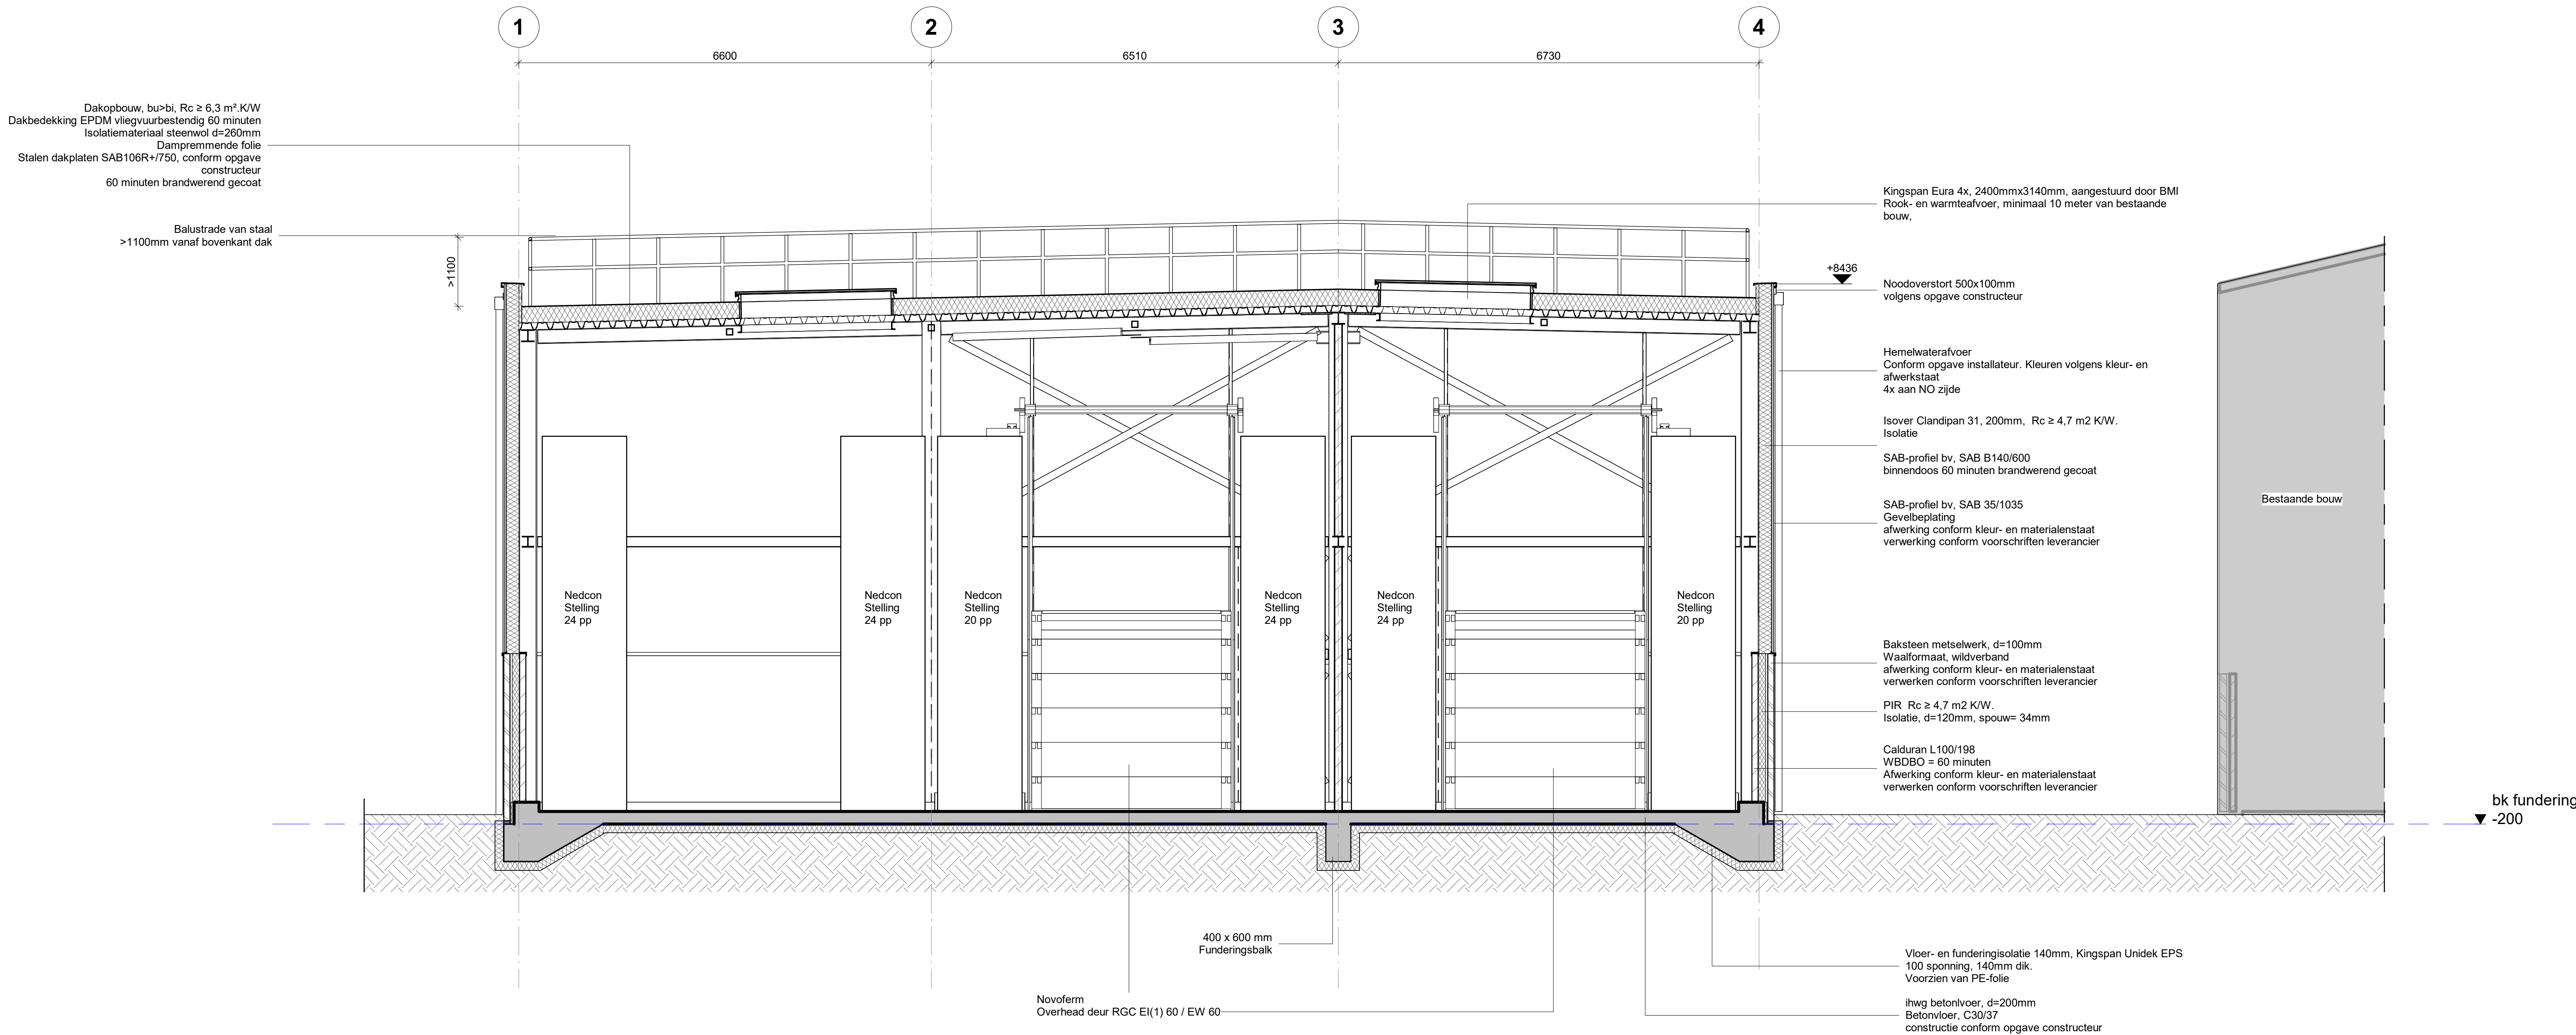 1
2
3
4
6600
6510
6730
Dakopbouw, bu>bi, Rc ≥ 6,3 m².K/W
Dakbedekking EPDM vliegvuurbestendig 60 minuten
Isolatiemateriaal steenwol d=260mm
Dampremmende folie
Stalen dakplaten SAB106R+/750, conform opgave
constructeur
60 minuten brandwerend gecoat
Balustrade van staal
>1100mm vanaf bovenkant dak
>1100
Kingspan Eura 4x, 2400mmx3140mm, aangestuurd door BMI
Rook- en warmteafvoer, minimaal 10 meter van bestaande
bouw,
+8436
Noodoverstort 500x100mm
volgens opgave constructeur
Hemelwaterafvoer
Conform opgave installateur. Kleuren volgens kleur- en
afwerkstaat
4x aan NO zijde
Isover Clandipan 31, 200mm, Rc ≥ 4,7 m2 K/W.
Isolatie
SAB-profiel bv, SAB B140/600
binnendoos 60 minuten brandwerend gecoat
SAB-profiel bv, SAB 35/1035
Gevelbeplating
afwerking conform kleur- en materialenstaat
verwerking conform voorschriften leverancier
Bestaande bouw
Nedcon
Stelling
24 pp
Nedcon
Stelling
24 pp
Nedcon
Stelling
20 pp
Nedcon
Stelling
24 pp
Nedcon
Stelling
24 pp
Nedcon
Stelling
20 pp
Baksteen metselwerk, d=100mm
Waalformaat, wildverband
afwerking conform kleur- en materialenstaat
verwerken conform voorschriften leverancier
PIR Rc ≥ 4,7 m2 K/W.
Isolatie, d=120mm, spouw= 34mm
Calduran L100/198
WBDBO = 60 minuten
Afwerking conform kleur- en materialenstaat
verwerken conform voorschriften leverancier
bk fundering
-200
400 x 600 mm
Funderingsbalk
Novoferm
Overhead deur RGC EI(1) 60 / EW 60
Vloer- en funderingisolatie 140mm, Kingspan Unidek EPS
100 sponning, 140mm dik.
Voorzien van PE-folie
ihwg betonlvoer, d=200mm
Betonvloer, C30/37
constructie conform opgave constructeur